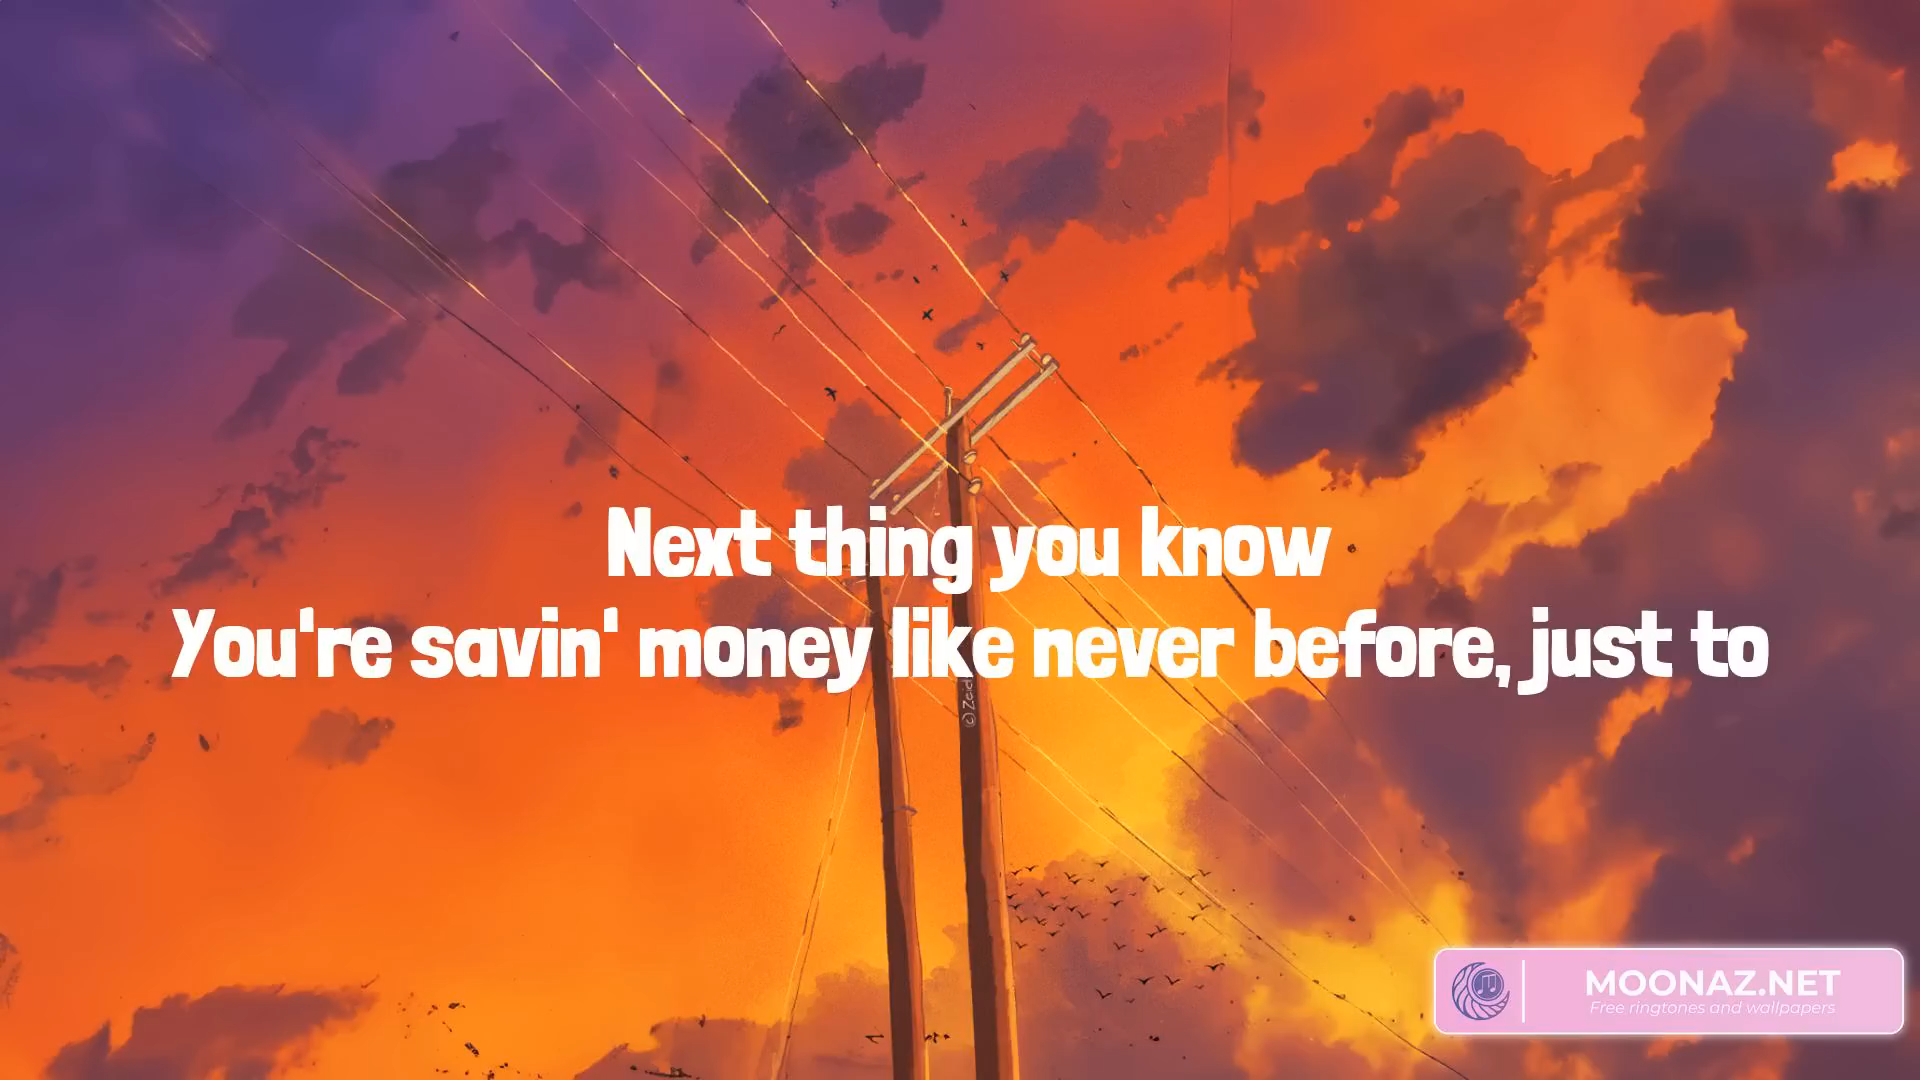 Next thing you know
You're savin' money like never before, just to
MOONAZ.NET
Free ringtones and wallpapers